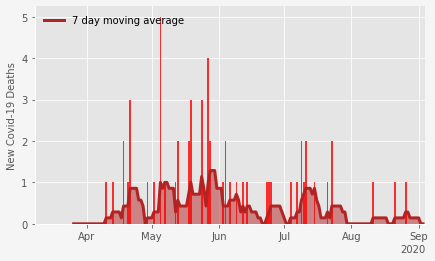 7 day moving average
New Covid-19 Deaths
5
4
3
2
1
0
Apr
May
Jun
Jul
Aug
Sep
2020